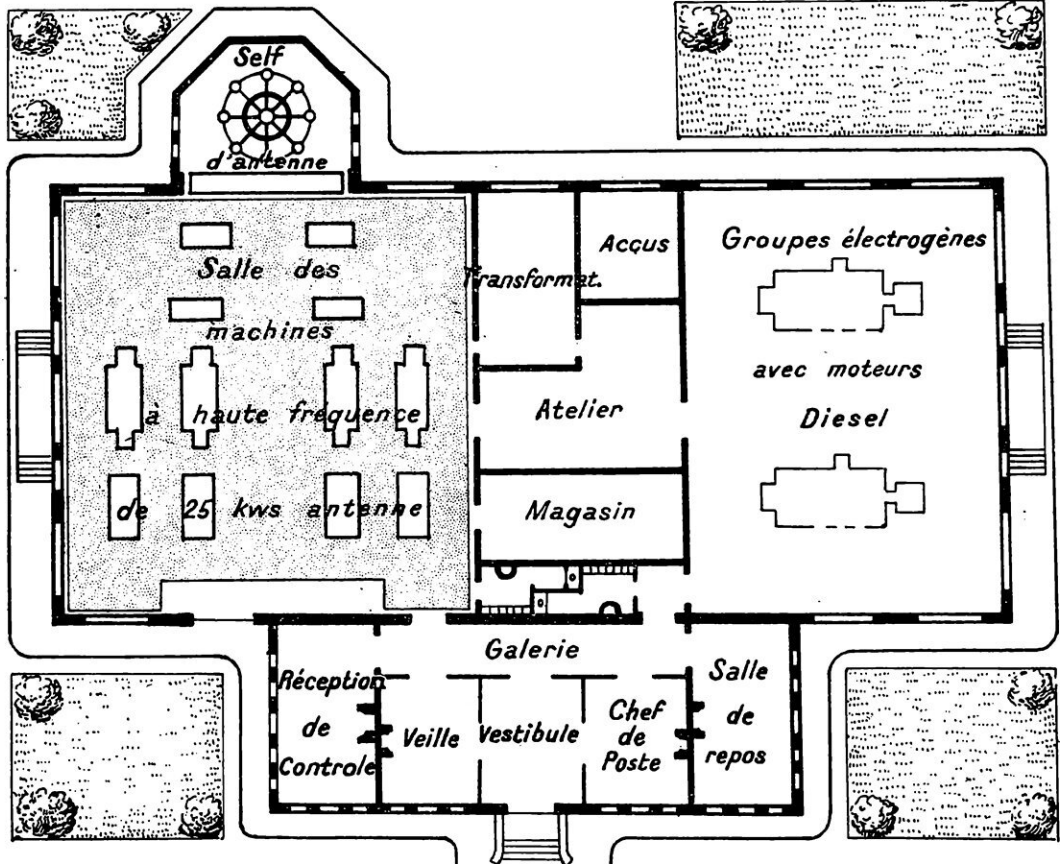 Self
d'antenne
Salle des
machines
à haute fréquence
de 25 kws antenne
Transformat.
Accus
Atelier
Magasin
Groupes électrogènes
avec moteurs
Diesel
Galerie
Réception
de
Controle
Veille
Vestibule
Chef
de
Poste
Salle
de
repos